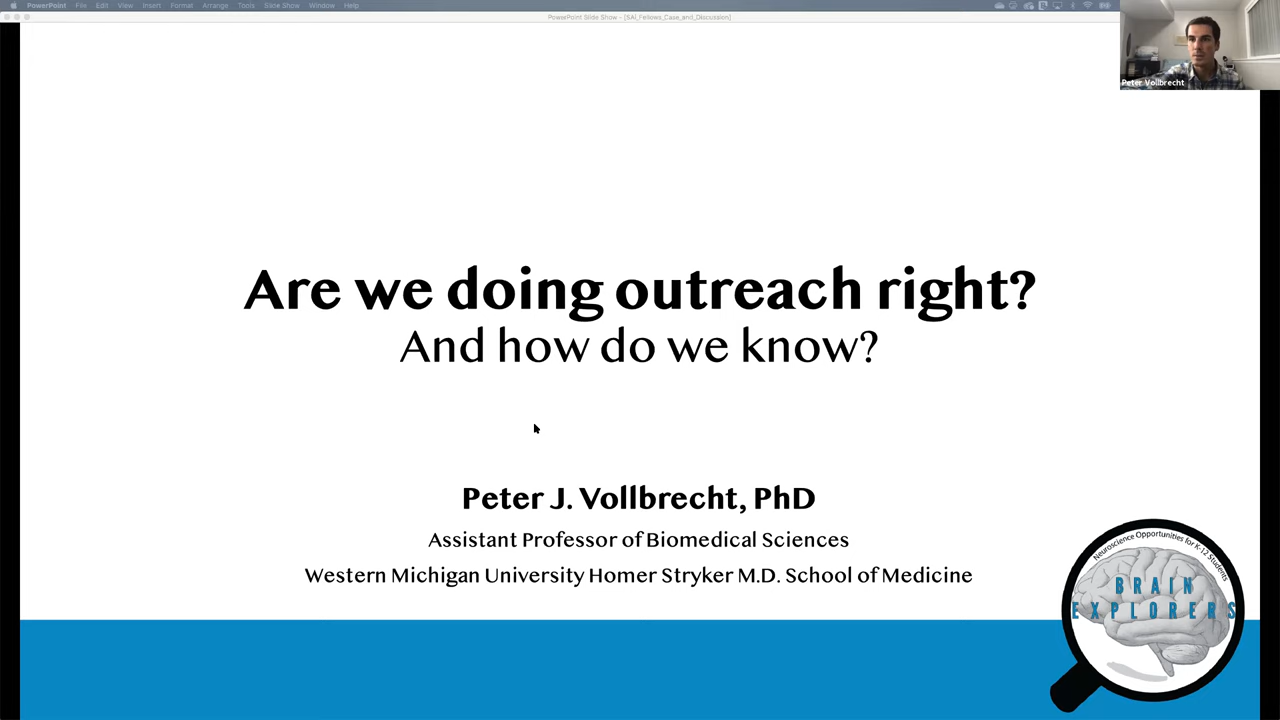 PowerPoint File Edit View Insert Format Arrange Tools Slide Show Window Help
PowerPoint Slide Show - [SAI_Fellows_Case_and_Discussion]
Peter Vollbrecht
Are we doing outreach right?
And how do we know?
Peter J. Vollbrecht, PhD
Assistant Professor of Biomedical Sciences
Western Michigan University Homer Stryker M.D. School of Medicine
Neuroscience Opportunities for K-12 Students
BRAIN
EXPLORERS